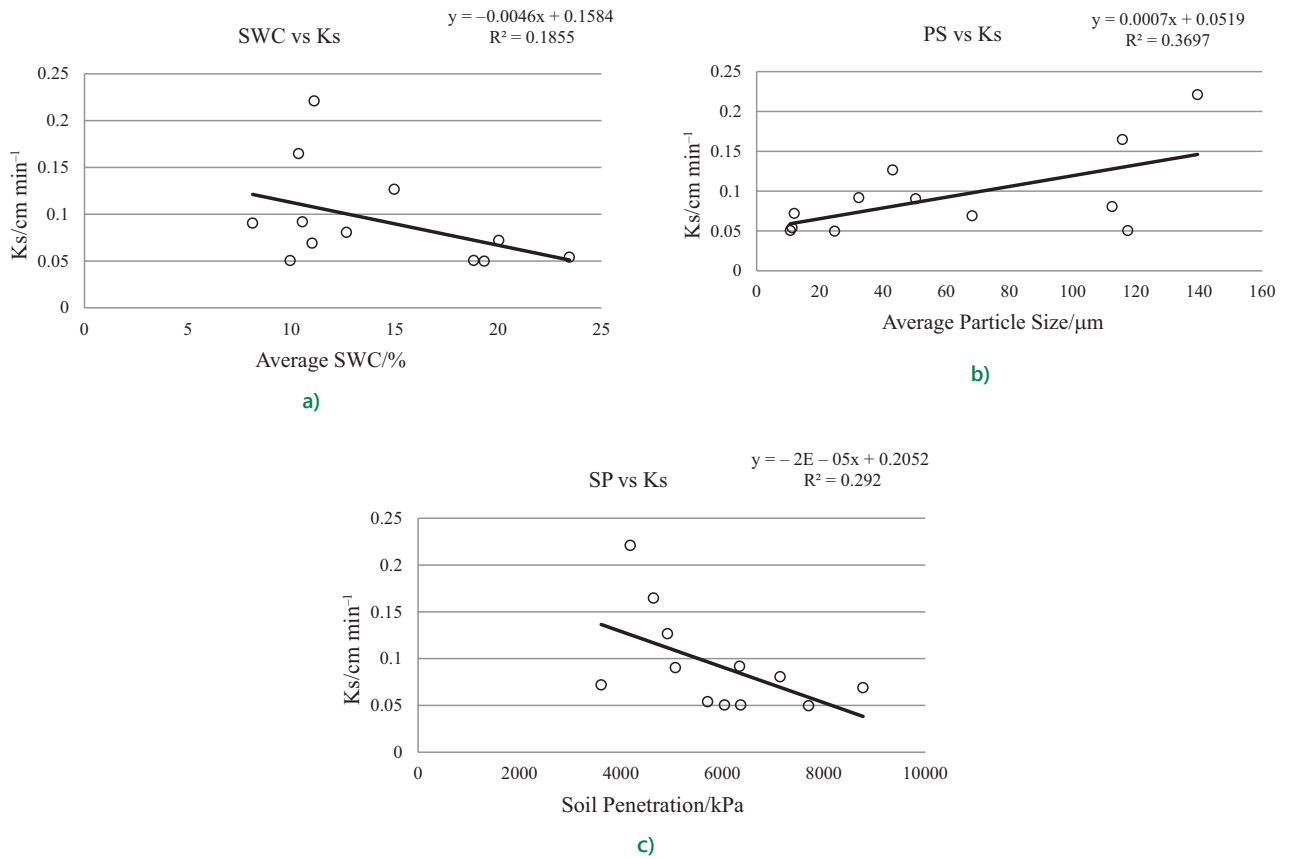 SWC vs Ks
y = –0.0046x + 0.1584
R² = 0.1855
0.25
0.2
0.15
0.1
0.05
0
Ks/cm min⁻¹
0 5 10 15 20 25
Average SWC/%
a)
PS vs Ks
y = 0.0007x + 0.0519
R² = 0.3697
0.25
0.2
0.15
0.1
0.05
0
Ks/cm min⁻¹
0 20 40 60 80 100 120 140 160
Average Particle Size/μm
b)
SP vs Ks
y = – 2E – 05x + 0.2052
R² = 0.292
0.25
0.2
0.15
0.1
0.05
0
Ks/cm min⁻¹
0 2000 4000 6000 8000 10000
Soil Penetration/kPa
c)